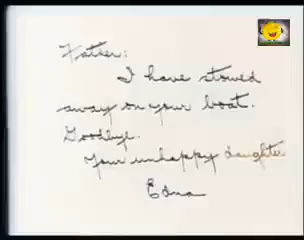 Father:
I have stowed
away on your boat.
Goodbye.
Your unhappy daughter
Edna